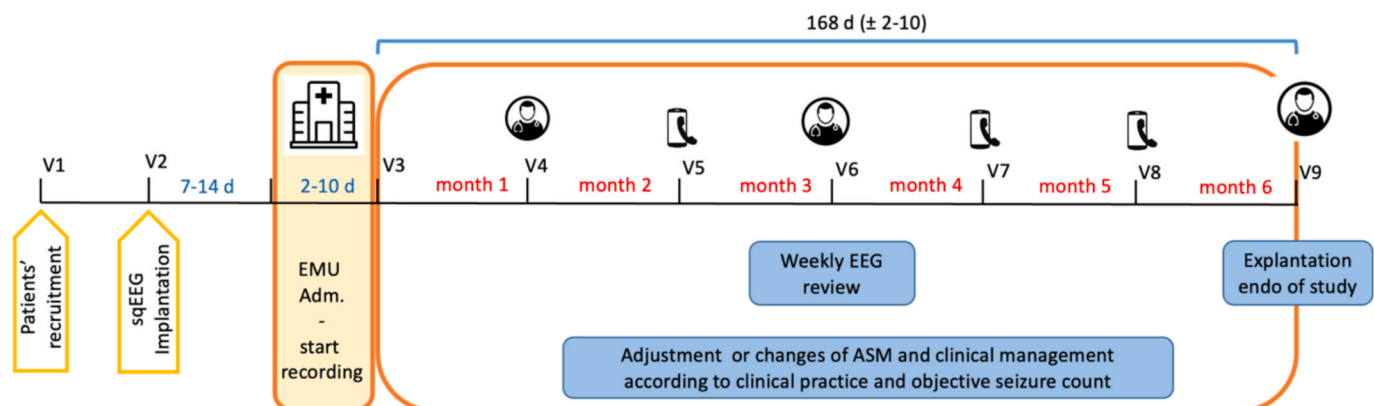 168 d (± 2-10)
V1
V2
7-14 d
2-10 d
V3
month 1
V4
month 2
V5
month 3
V6
month 4
V7
month 5
V8
month 6
V9
Patients'
recruitment
sqEEG
Implantation
EMU
Adm.
-
start
recording
Weekly EEG
review
Explantation
endo of study
Adjustment or changes of ASM and clinical management
according to clinical practice and objective seizure count